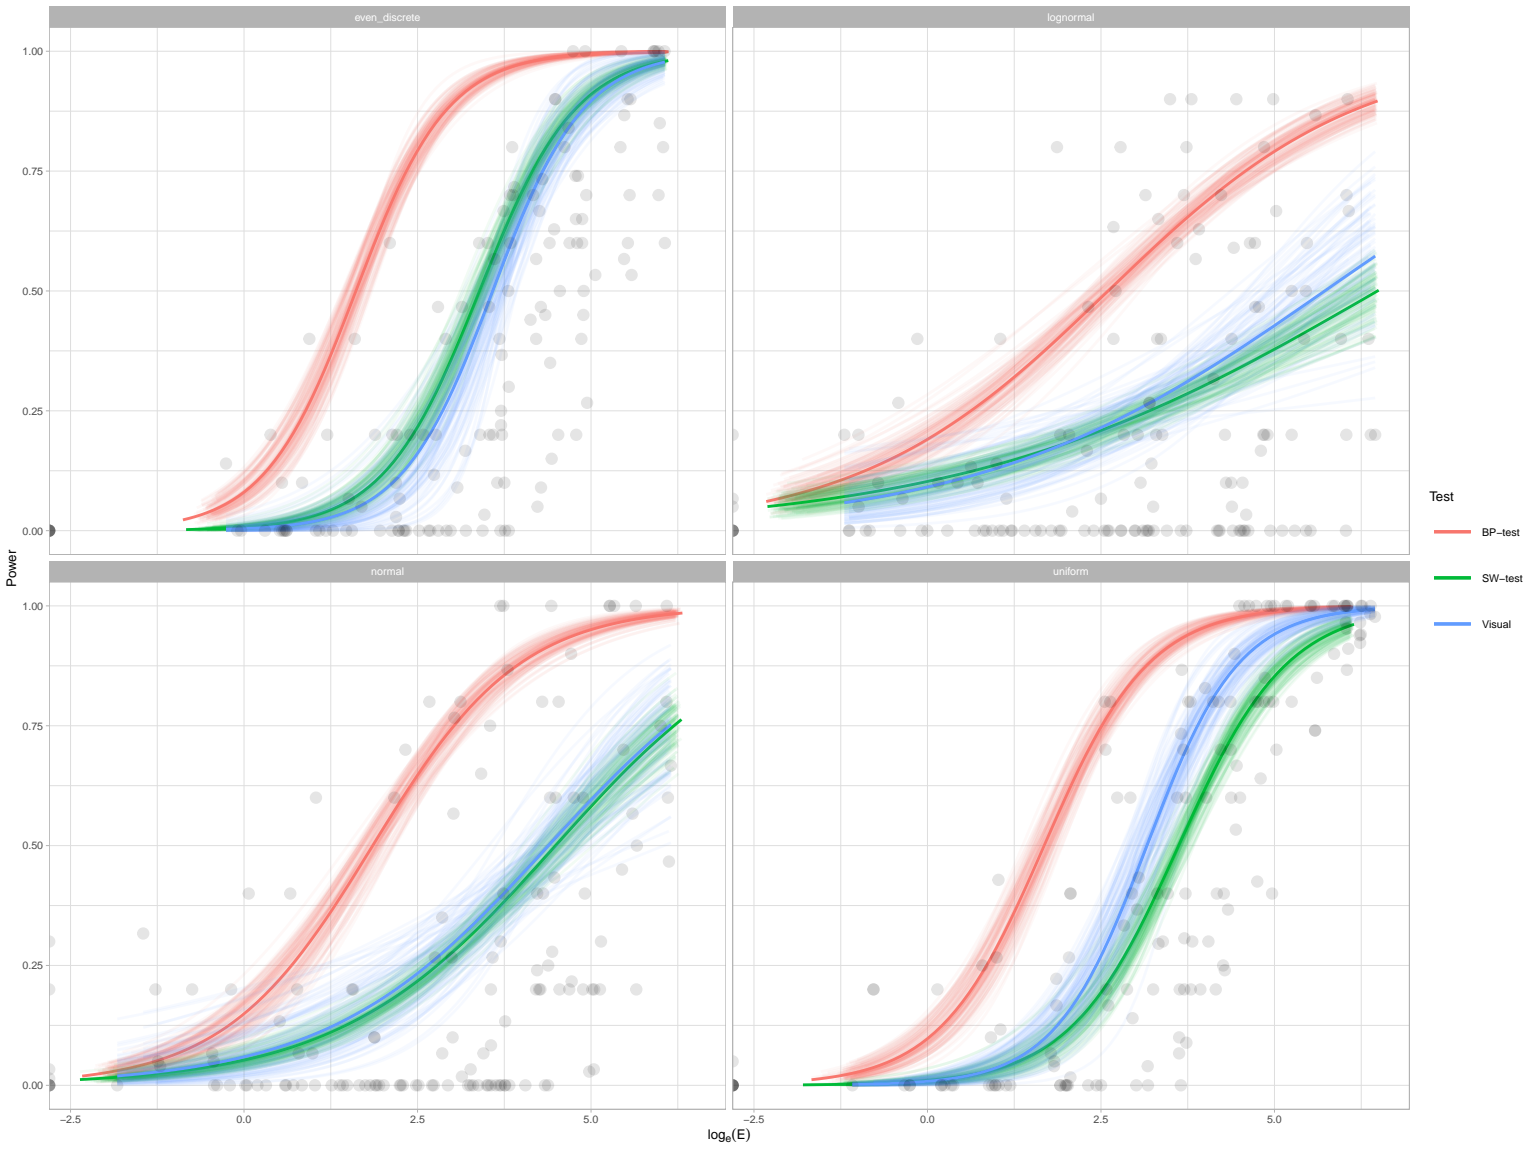 even_discrete
lognormal
1.00
0.75
0.50
0.25
0.00
Power
normal
uniform
1.00
0.75
0.50
0.25
0.00
−2.5
0.0
2.5
5.0
−2.5
0.0
2.5
5.0
logₑ(E)
Test
BP−test
SW−test
Visual